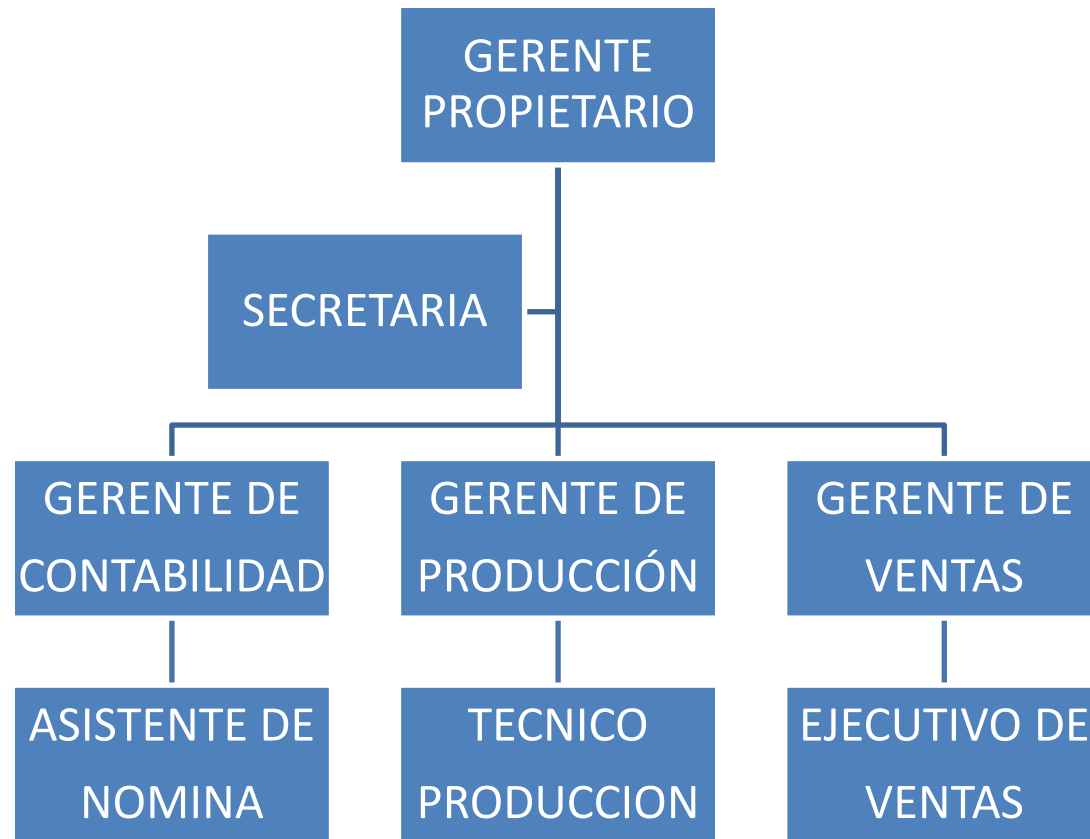 GERENTE
PROPIETARIO
SECRETARIA
GERENTE DE
CONTABILIDAD
GERENTE DE
PRODUCCIÓN
GERENTE DE
VENTAS
ASISTENTE DE
NOMINA
TECNICO
PRODUCCION
EJECUTIVO DE
VENTAS